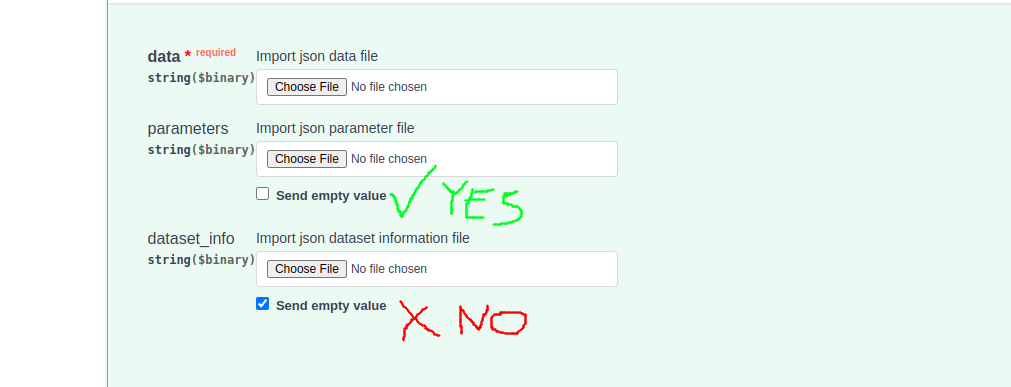 data * required Import json data file
string($binary) Choose File No file chosen
parameters Import json parameter file
string($binary) Choose File No file chosen
Send empty value YES
dataset_info Import json dataset information file
string($binary) Choose File No file chosen
Send empty value X NO